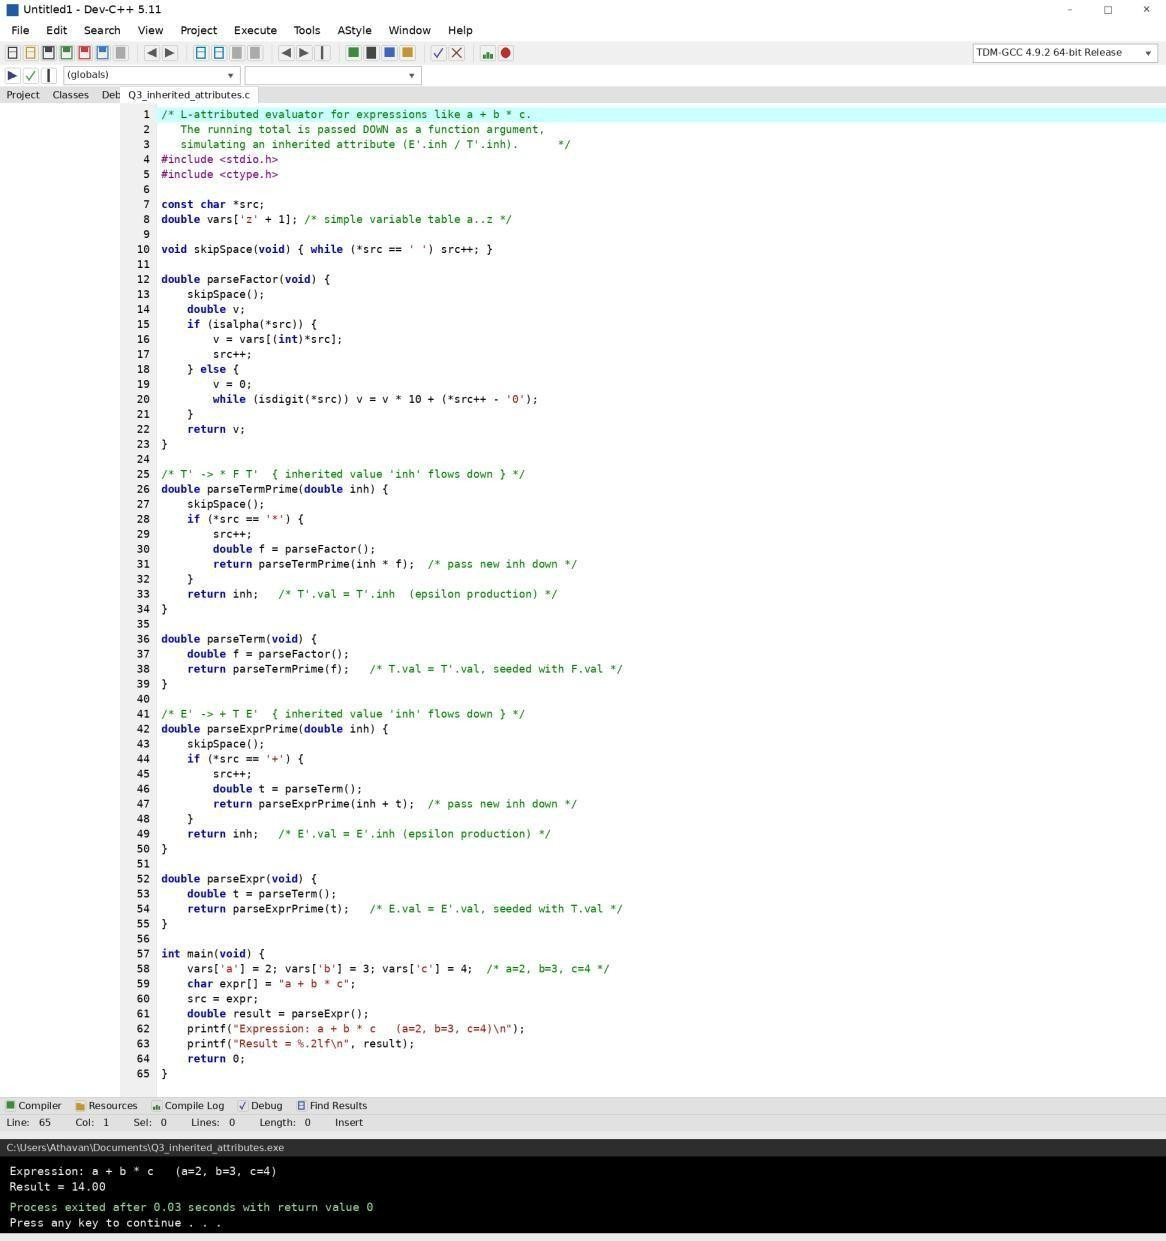 Untitled1 - Dev-C++ 5.11
File Edit Search View Project Execute Tools AStyle Window Help
TDM-GCC 4.9.2 64-bit Release
(globals)
Project Classes Deb Q3_inherited_attributes.c
1 /* L-attributed evaluator for expressions like a + b * c.
2    The running total is passed DOWN as a function argument,
3    simulating an inherited attribute (E'.inh / T'.inh).      */
4 #include <stdio.h>
5 #include <ctype.h>
6
7 const char *src;
8 double vars['z' + 1]; /* simple variable table a..z */
9
10 void skipSpace(void) { while (*src == ' ') src++; }
11
12 double parseFactor(void) {
13     skipSpace();
14     double v;
15     if (isalpha(*src)) {
16         v = vars[(int)*src];
17         src++;
18     } else {
19         v = 0;
20         while (isdigit(*src)) v = v * 10 + (*src++ - '0');
21     }
22     return v;
23 }
24
25 /* T' -> * F T'  { inherited value 'inh' flows down } */
26 double parseTermPrime(double inh) {
27     skipSpace();
28     if (*src == '*') {
29         src++;
30         double f = parseFactor();
31         return parseTermPrime(inh * f);  /* pass new inh down */
32     }
33     return inh;   /* T'.val = T'.inh  (epsilon production) */
34 }
35
36 double parseTerm(void) {
37     double f = parseFactor();
38     return parseTermPrime(f);   /* T.val = T'.val, seeded with F.val */
39 }
40
41 /* E' -> + T E'  { inherited value 'inh' flows down } */
42 double parseExprPrime(double inh) {
43     skipSpace();
44     if (*src == '+') {
45         src++;
46         double t = parseTerm();
47         return parseExprPrime(inh + t);  /* pass new inh down */
48     }
49     return inh;   /* E'.val = E'.inh (epsilon production) */
50 }
51
52 double parseExpr(void) {
53     double t = parseTerm();
54     return parseExprPrime(t);   /* E.val = E'.val, seeded with T.val */
55 }
56
57 int main(void) {
58     vars['a'] = 2; vars['b'] = 3; vars['c'] = 4;  /* a=2, b=3, c=4 */
59     char expr[] = "a + b * c";
60     src = expr;
61     double result = parseExpr();
62     printf("Expression: a + b * c   (a=2, b=3, c=4)\n");
63     printf("Result = %.2lf\n", result);
64     return 0;
65 }
Compiler Resources Compile Log Debug Find Results
Line: 65 Col: 1 Sel: 0 Lines: 0 Length: 0 Insert
C:\Users\Athavan\Documents\Q3_inherited_attributes.exe
Expression: a + b * c   (a=2, b=3, c=4)
Result = 14.00
Process exited after 0.03 seconds with return value 0
Press any key to continue . . .